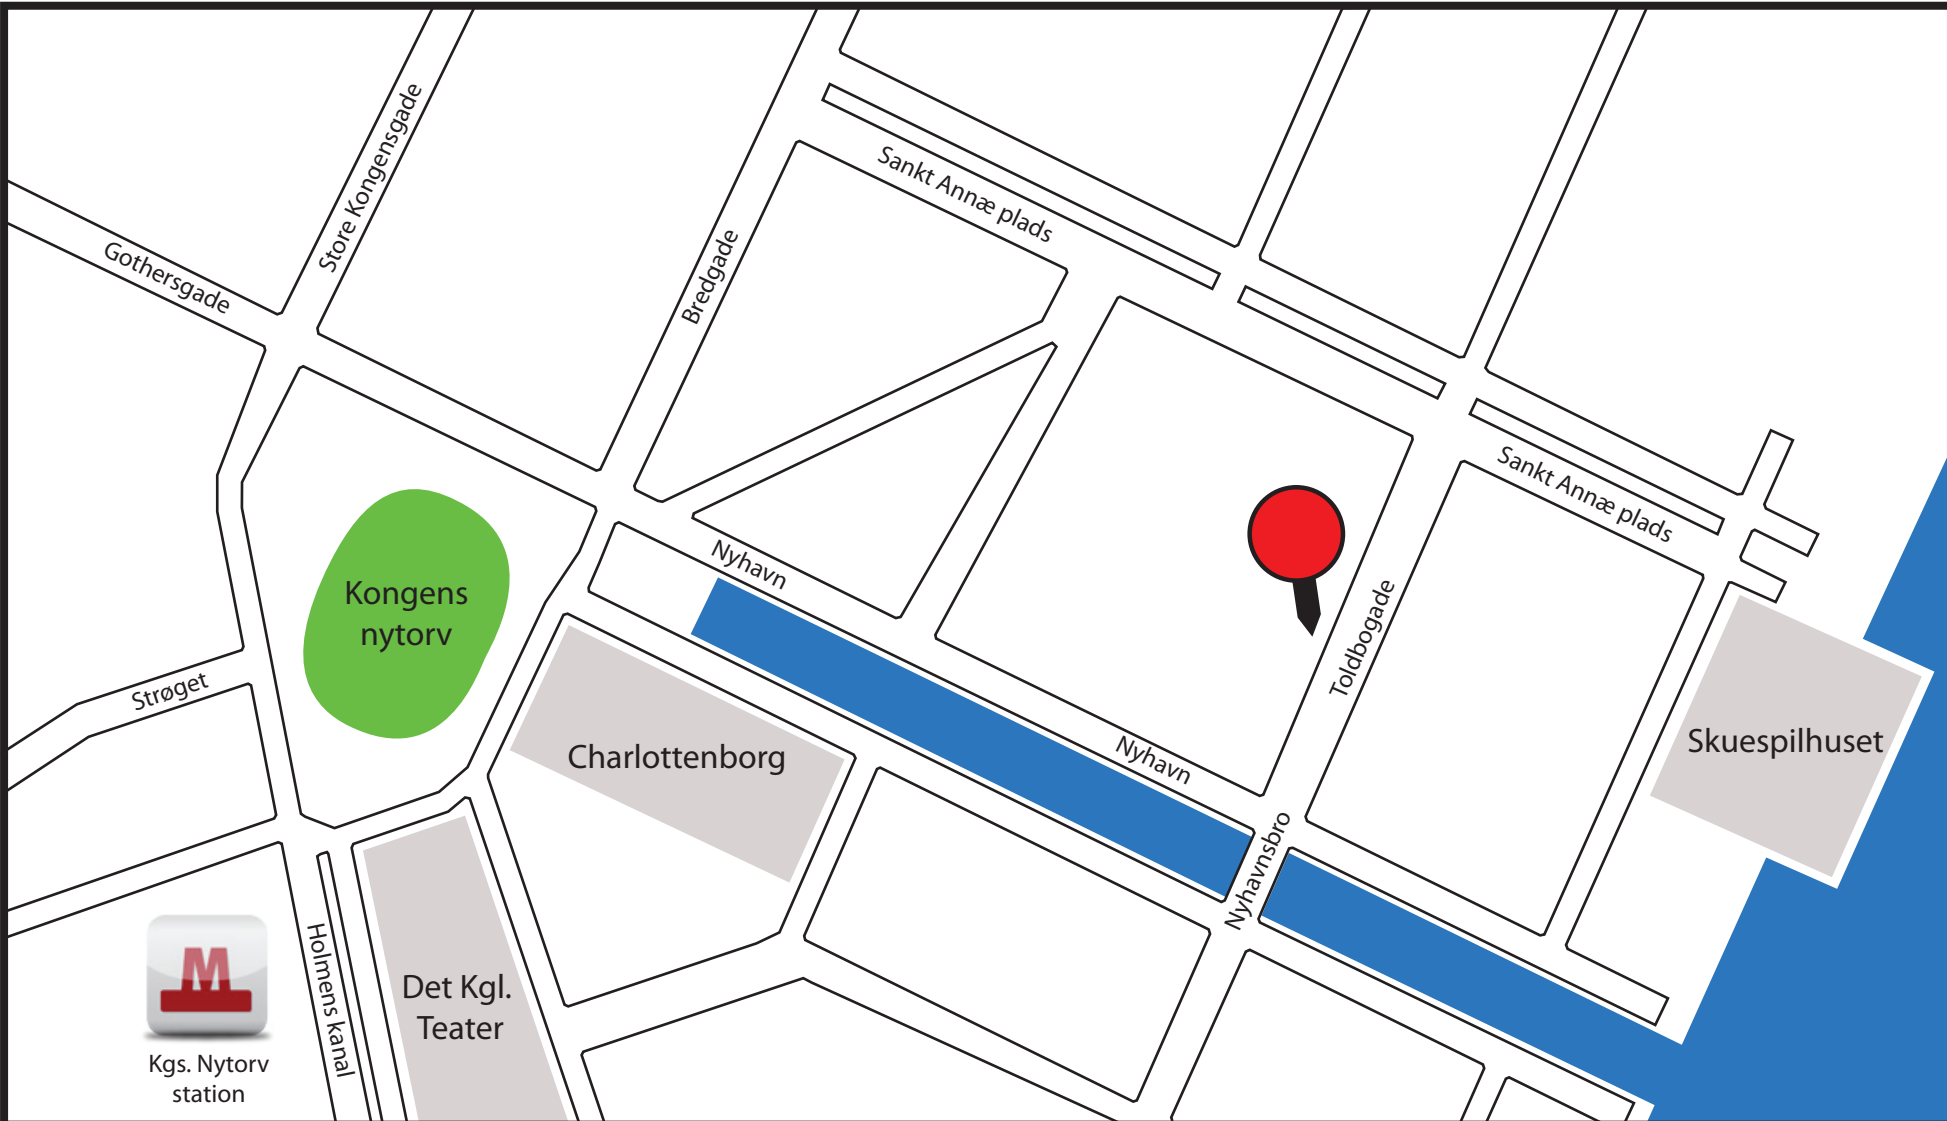 Store Kongensgade
Gothersgade
Bredgade
Sankt Annæ plads
Sankt Annæ plads
Nyhavn
Kongens
nytorv
Toldbogade
Strøget
Charlottenborg
Nyhavn
Skuespilhuset
Nyhavnsbro
Holmens kanal
Det Kgl.
Teater
M
Kgs. Nytorv
station